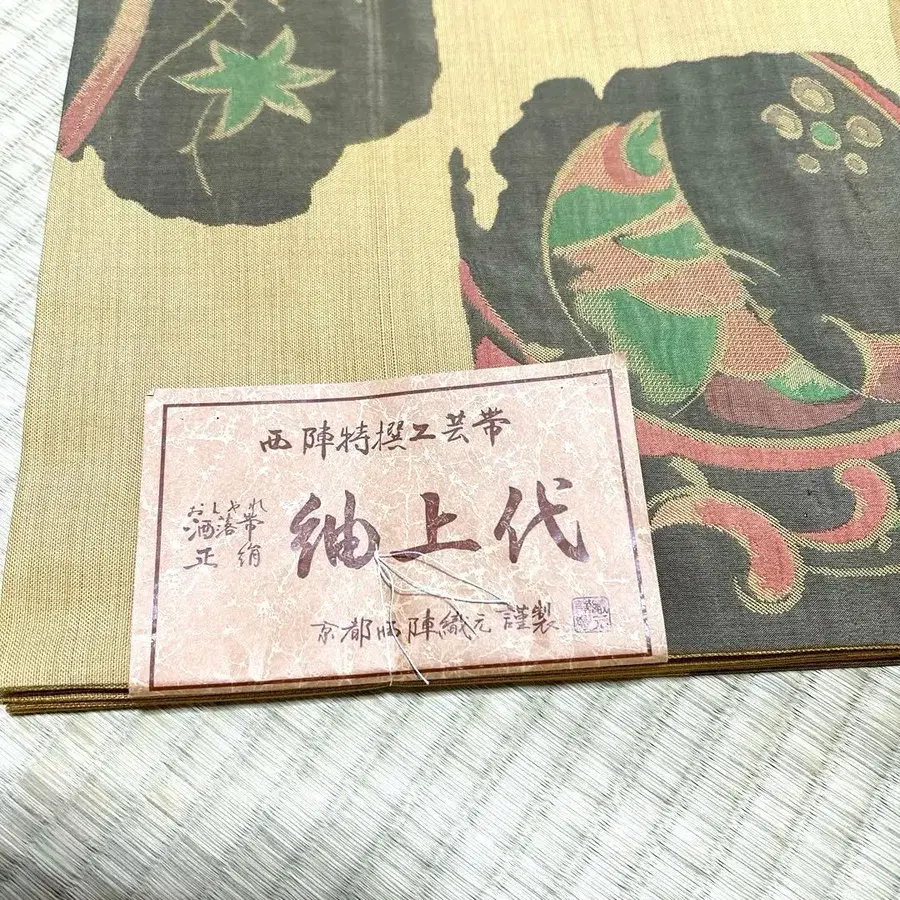 西陣特撰工芸帯
おしゃれ
洒落帯
正絹
紬上代
京都西陣織元 謹製